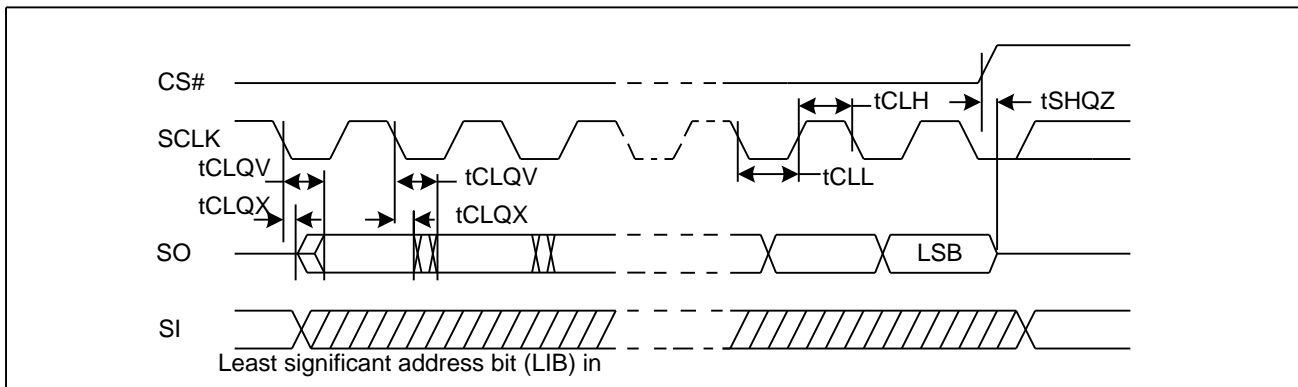 CS#
tCLH
tSHQZ
SCLK
tCLQV
tCLQV
tCLL
tCLQX
tCLQX
SO
LSB
SI
Least significant address bit (LIB) in